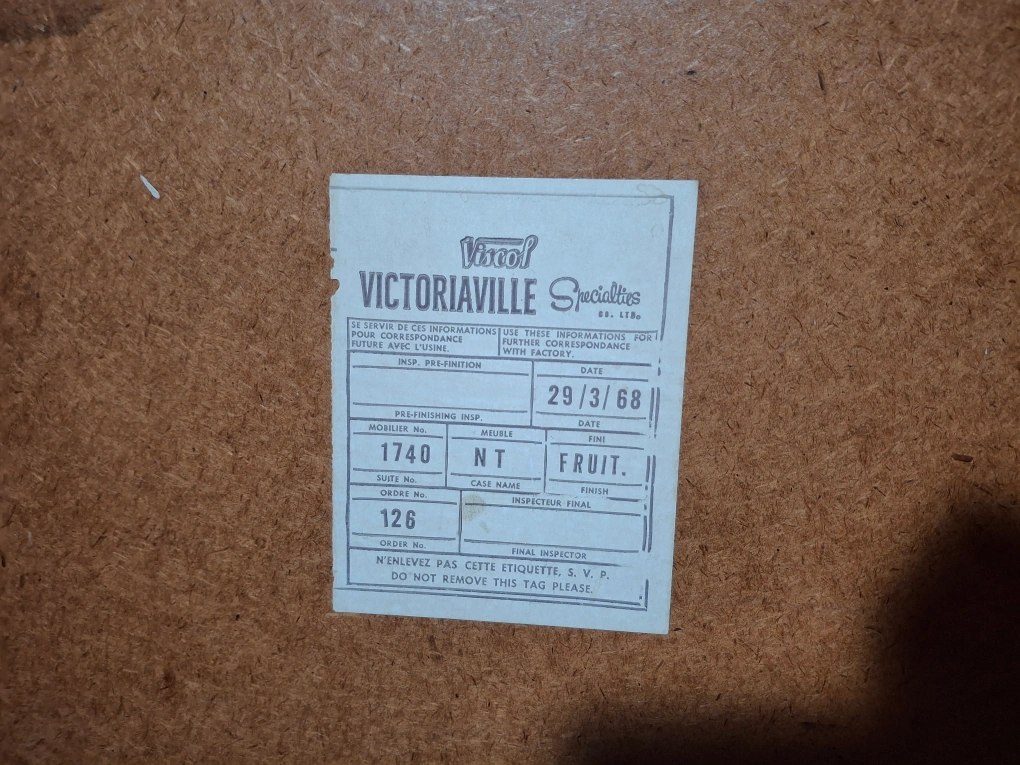 Viscol
VICTORIAVILLE Specialties
CO. LTD.
SE SERVIR DE CES INFORMATIONS
POUR CORRESPONDANCE
FUTURE AVEC L'USINE.
USE THESE INFORMATIONS FOR
FURTHER CORRESPONDANCE
WITH FACTORY.
INSP. PRE-FINITION
PRE-FINISHING INSP.
DATE
29/3/68
DATE
MOBILIER No.
1740
SUITE No.
MEUBLE
NT
CASE NAME
FINI
FRUIT.
FINISH
ORDRE No.
126
ORDER No.
INSPECTEUR FINAL
FINAL INSPECTOR
N'ENLEVEZ PAS CETTE ETIQUETTE, S. V. P.
DO NOT REMOVE THIS TAG PLEASE.